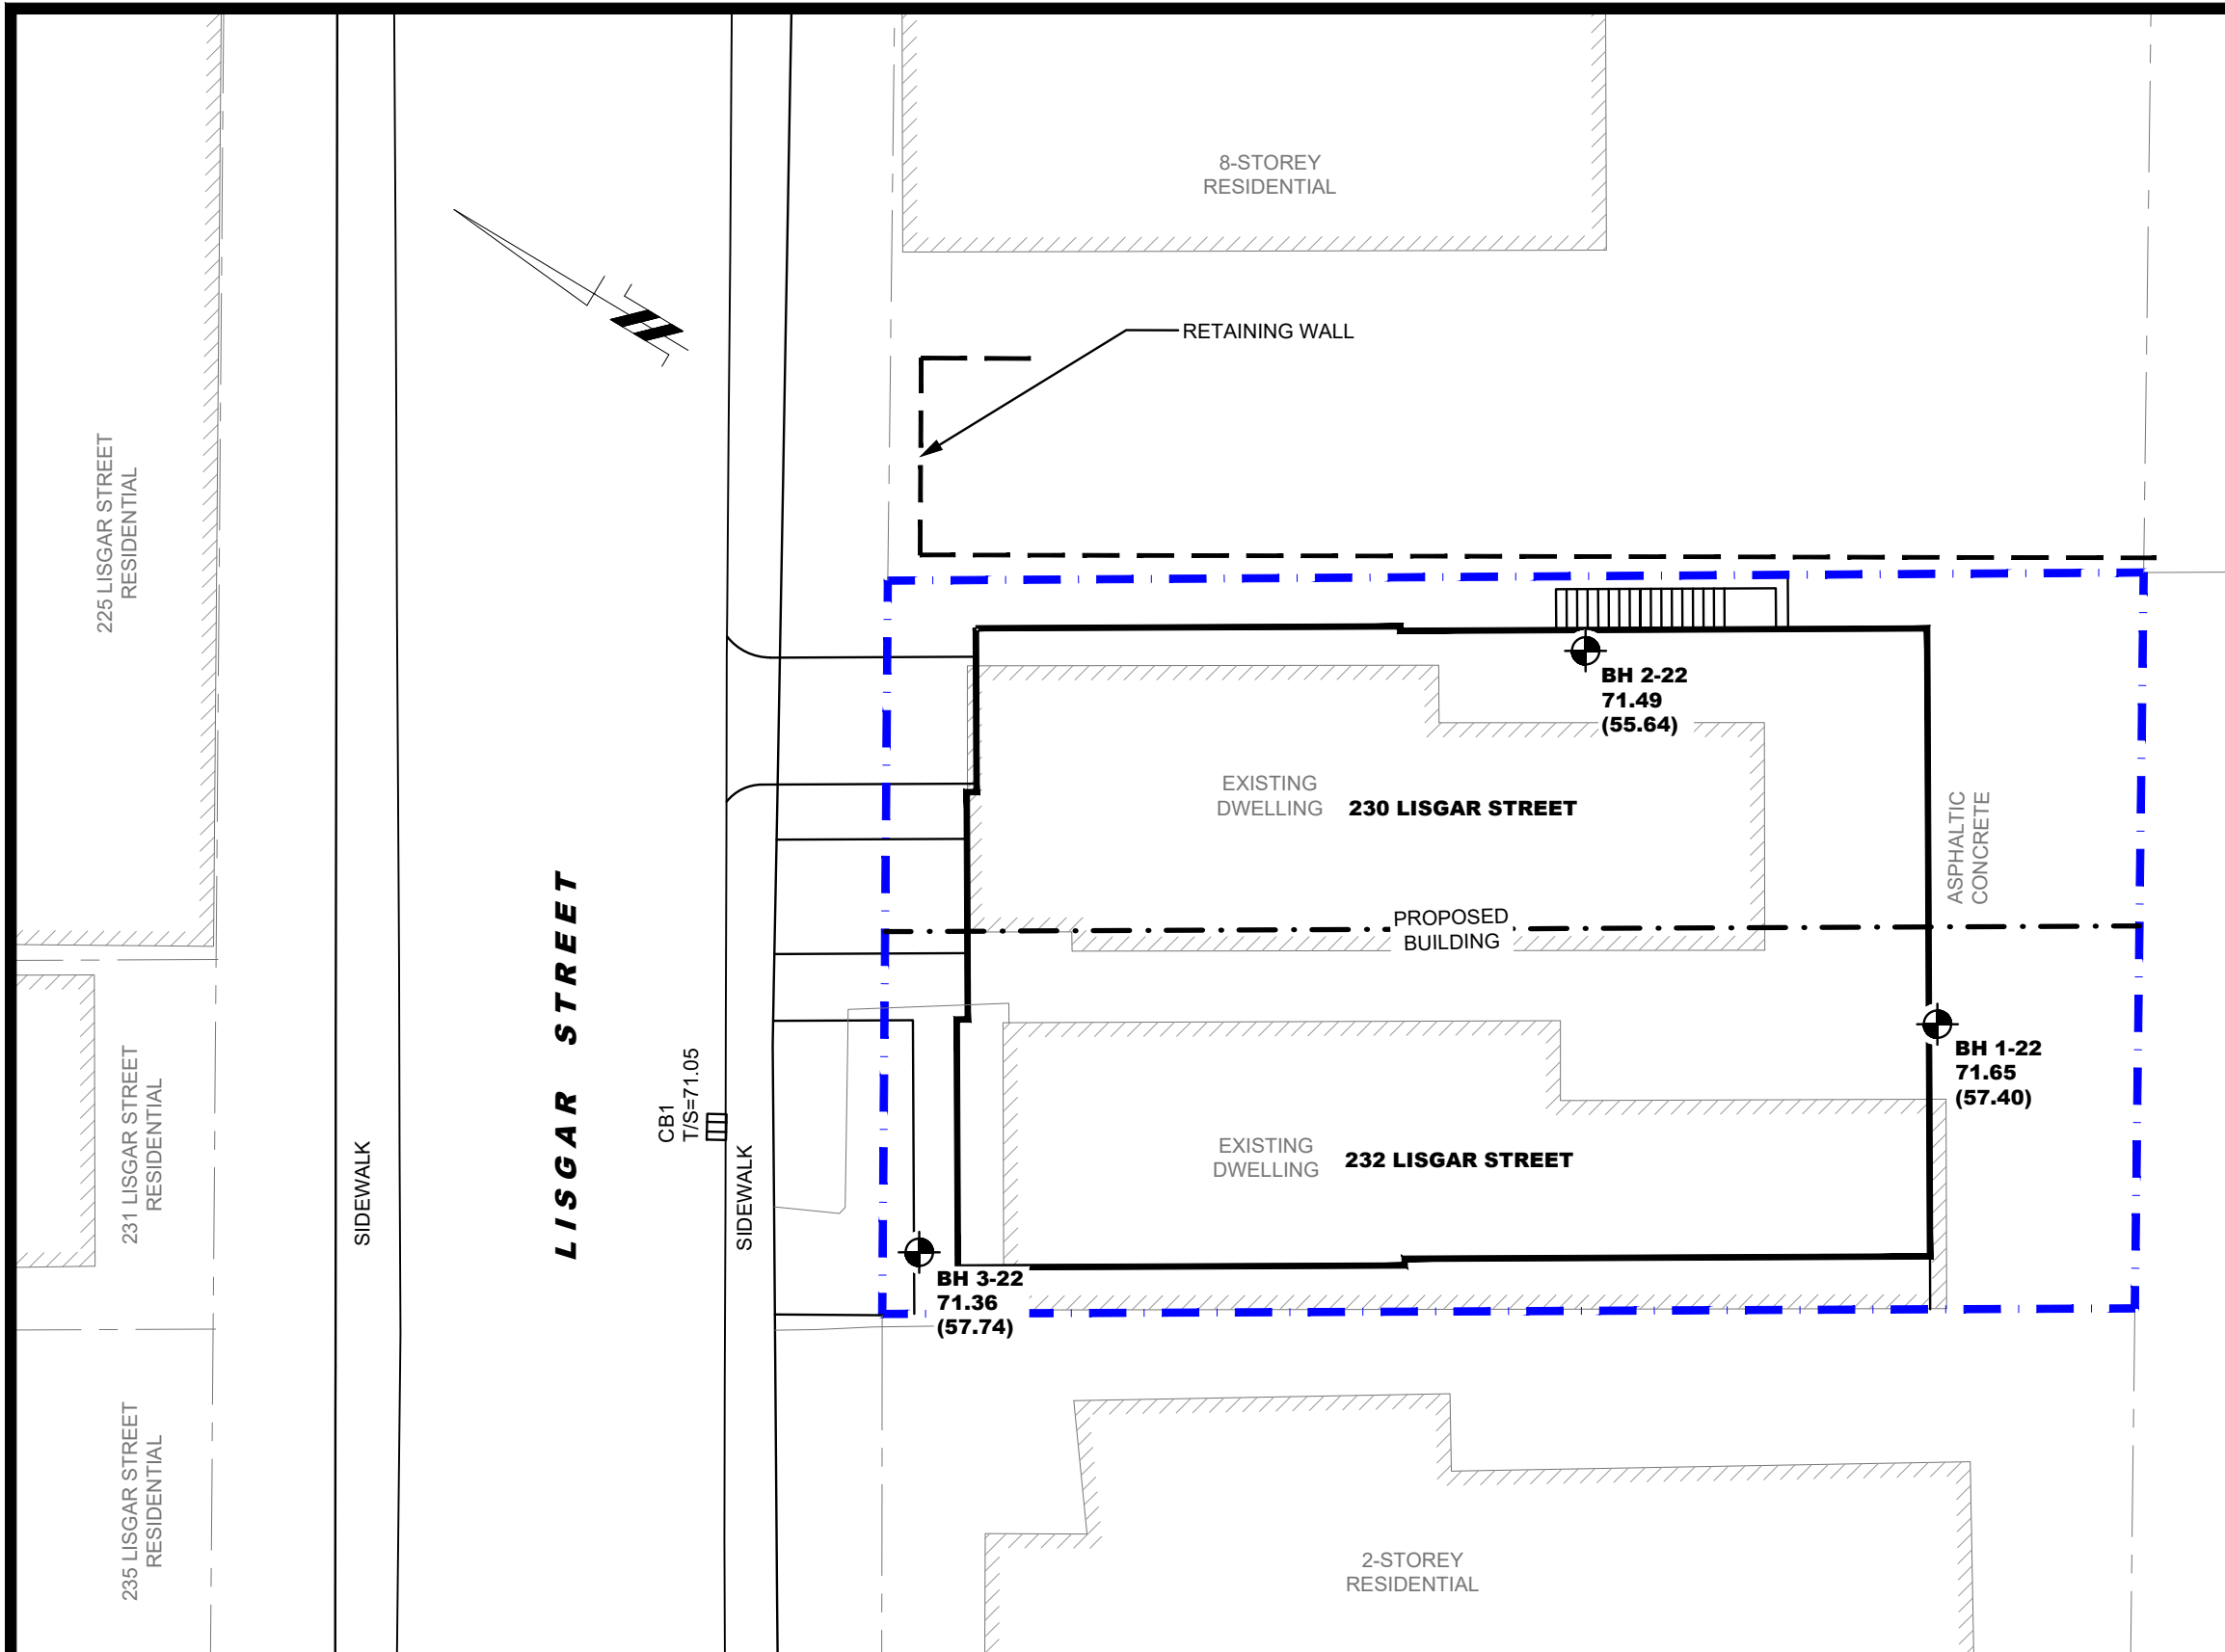 8-STOREY
RESIDENTIAL
RETAINING WALL
225 LISGAR STREET
RESIDENTIAL
BH 2-22
71.49
(55.64)
EXISTING
DWELLING
230 LISGAR STREET
ASPHALTIC
CONCRETE
PROPOSED
BUILDING
LISGAR STREET
BH 1-22
71.65
(57.40)
CB1
T/S=71.05
231 LISGAR STREET
RESIDENTIAL
SIDEWALK
SIDEWALK
EXISTING
DWELLING
232 LISGAR STREET
BH 3-22
71.36
(57.74)
235 LISGAR STREET
RESIDENTIAL
2-STOREY
RESIDENTIAL